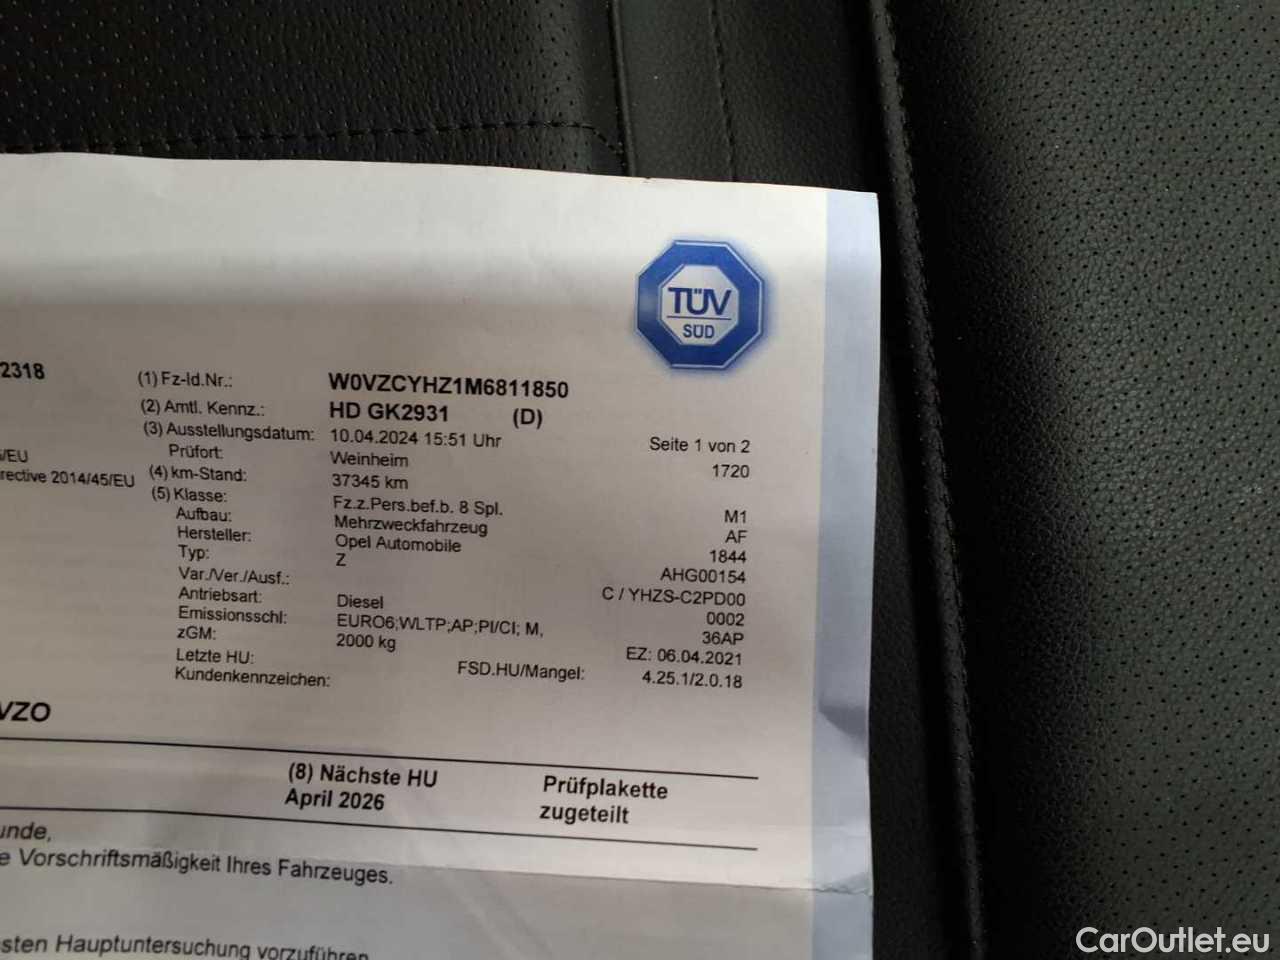 TÜV
SÜD
2318
(1) Fz-Id.Nr.: W0VZCYHZ1M6811850
(2) Amtl. Kennz.: HD GK2931 (D)
(3) Ausstellungsdatum: 10.04.2024 15:51 Uhr Seite 1 von 2
/EU Prüfort: Weinheim 1720
rective 2014/45/EU (4) km-Stand: 37345 km
(5) Klasse: Fz.z.Pers.bef.b. 8 Spl. M1
Aufbau: Mehrzweckfahrzeug AF
Hersteller: Opel Automobile 1844
Typ: Z AHG00154
Var./Ver./Ausf.: C / YHZS-C2PD00
Antriebsart: Diesel 0002
Emissionsschl: EURO6;WLTP;AP;PI/CI; M, 36AP
zGM: 2000 kg EZ: 06.04.2021
Letzte HU: FSD.HU/Mangel: 4.25.1/2.0.18
Kundenkennzeichen:
VZO
(8) Nächste HU Prüfplakette
April 2026 zugeteilt
unde,
e Vorschriftsmäßigkeit Ihres Fahrzeuges.
sten Hauptuntersuchung vorzuführen
CarOutlet.eu